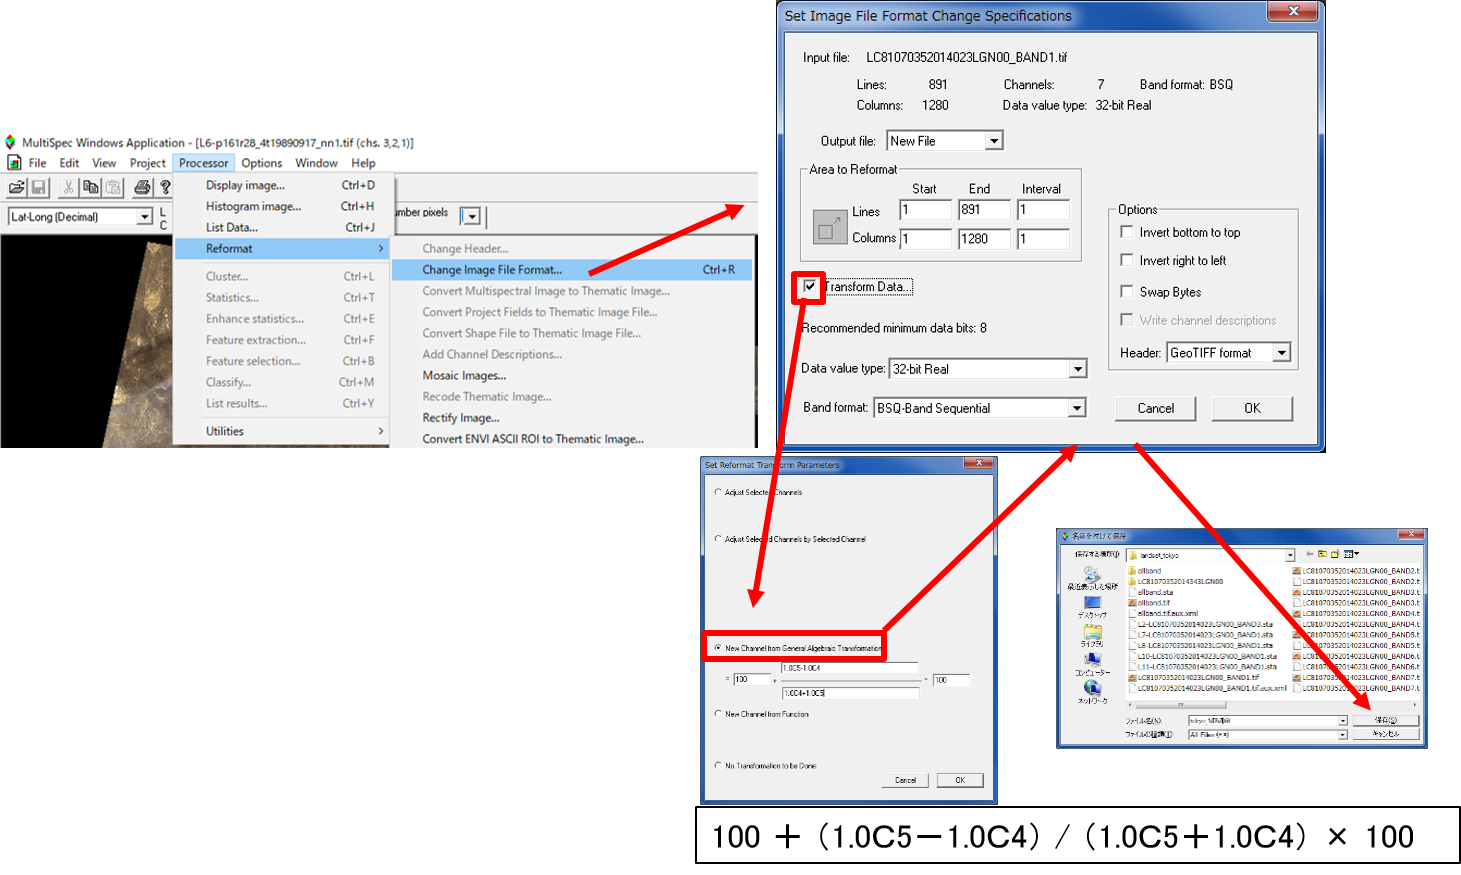 MultiSpec Windows Application - [L6-p161r28_4t19890917_nn1.tif (chs. 3,2,1)]
File Edit View Project Processor Options Window Help
Lat-Long (Decimal)
L
C
umber pixels
Display image... Ctrl+D
Histogram image... Ctrl+H
List Data... Ctrl+J
Reformat
Cluster... Ctrl+L
Statistics... Ctrl+T
Enhance statistics... Ctrl+E
Feature extraction... Ctrl+F
Feature selection... Ctrl+B
Classify... Ctrl+M
List results... Ctrl+Y
Utilities
Change Header...
Change Image File Format... Ctrl+R
Convert Multispectral Image to Thematic Image...
Convert Project Fields to Thematic Image File...
Convert Shape File to Thematic Image File...
Add Channel Descriptions...
Mosaic Images...
Recode Thematic Image...
Rectify Image...
Convert ENVI ASCII ROI to Thematic Image...
Set Image File Format Change Specifications
Input file: LC81070352014023LGN00_BAND1.tif
Lines: 891 Channels: 7 Band format: BSQ
Columns: 1280 Data value type: 32-bit Real
Output file: New File
Area to Reformat
Start End Interval
Lines 1 891 1
Columns 1 1280 1
Transform Data...
Recommended minimum data bits: 8
Data value type: 32-bit Real
Band format: BSQ-Band Sequential
Options
Invert bottom to top
Invert right to left
Swap Bytes
Write channel descriptions
Header: GeoTIFF format
Cancel OK
Set Reformat Transform Parameters
Adjust Selected Channels
Adjust Selected Channels by Selected Channel
New Channel from General Algebraic Transformation
1.0C5-1.0C4
= 100 + * 100
1.0C4+1.0C5
New Channel from Function
No Transformation to be Done
Cancel OK
名前を付けて保存
保存する場所(I): landsat_tokyo
最近表示した場所
デスクトップ
ライブラリ
コンピューター
ネットワーク
allband
LC81070352014343LGN00
allband.sta
allband.tif
allband.tif.aux.xml
L2-LC81070352014023LGN00_BAND3.sta
L7-LC81070352014023LGN00_BAND1.sta
L8-LC81070352014023LGN00_BAND1.sta
L10-LC81070352014023LGN00_BAND1.sta
L11-LC81070352014023LGN00_BAND1.sta
LC81070352014023LGN00_BAND1.tif
LC81070352014023LGN00_BAND1.tif.aux.xml
LC81070352014023LGN00_BAND2.t
LC81070352014023LGN00_BAND2.t
LC81070352014023LGN00_BAND3.t
LC81070352014023LGN00_BAND3.t
LC81070352014023LGN00_BAND4.t
LC81070352014023LGN00_BAND4.t
LC81070352014023LGN00_BAND5.t
LC81070352014023LGN00_BAND5.t
LC81070352014023LGN00_BAND6.t
LC81070352014023LGN00_BAND6.t
LC81070352014023LGN00_BAND7.t
LC81070352014023LGN00_BAND7.t
ファイル名(N): tokyo_NDVI.tif 保存(S)
ファイルの種類(T): All Files (*.*) キャンセル
100 ＋（1.0C5－1.0C4）/（1.0C5＋1.0C4）× 100